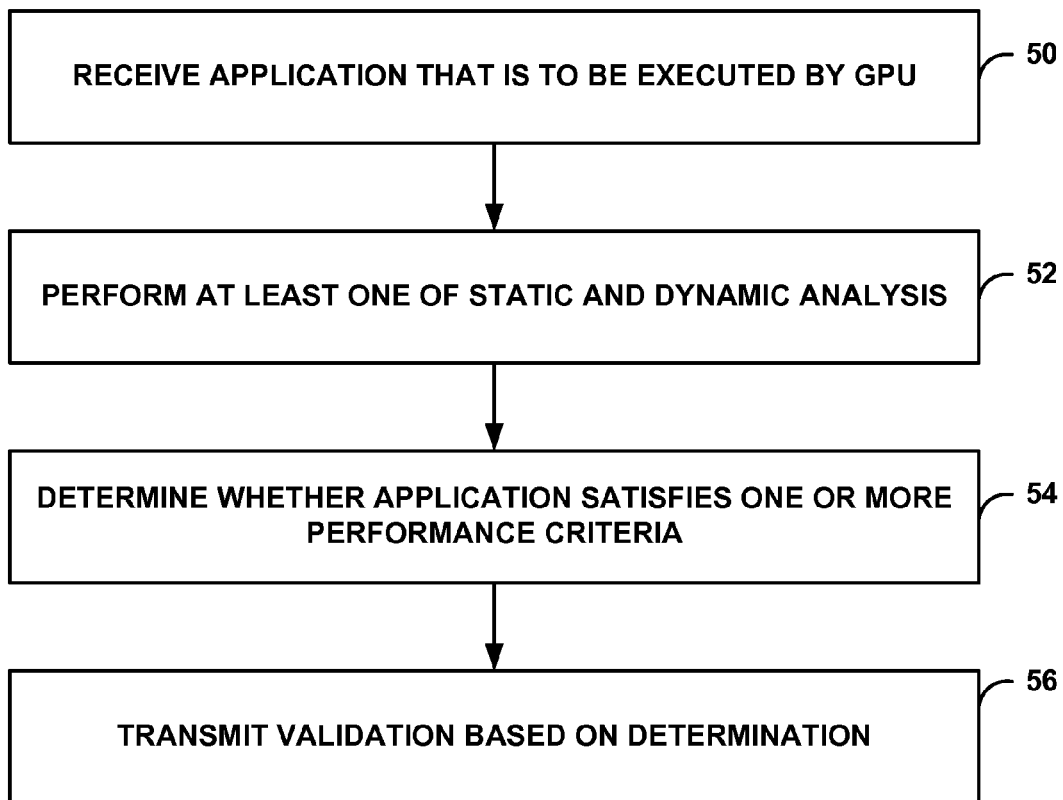 RECEIVE APPLICATION THAT IS TO BE EXECUTED BY GPU
50
PERFORM AT LEAST ONE OF STATIC AND DYNAMIC ANALYSIS
52
DETERMINE WHETHER APPLICATION SATISFIES ONE OR MORE
PERFORMANCE CRITERIA
54
TRANSMIT VALIDATION BASED ON DETERMINATION
56